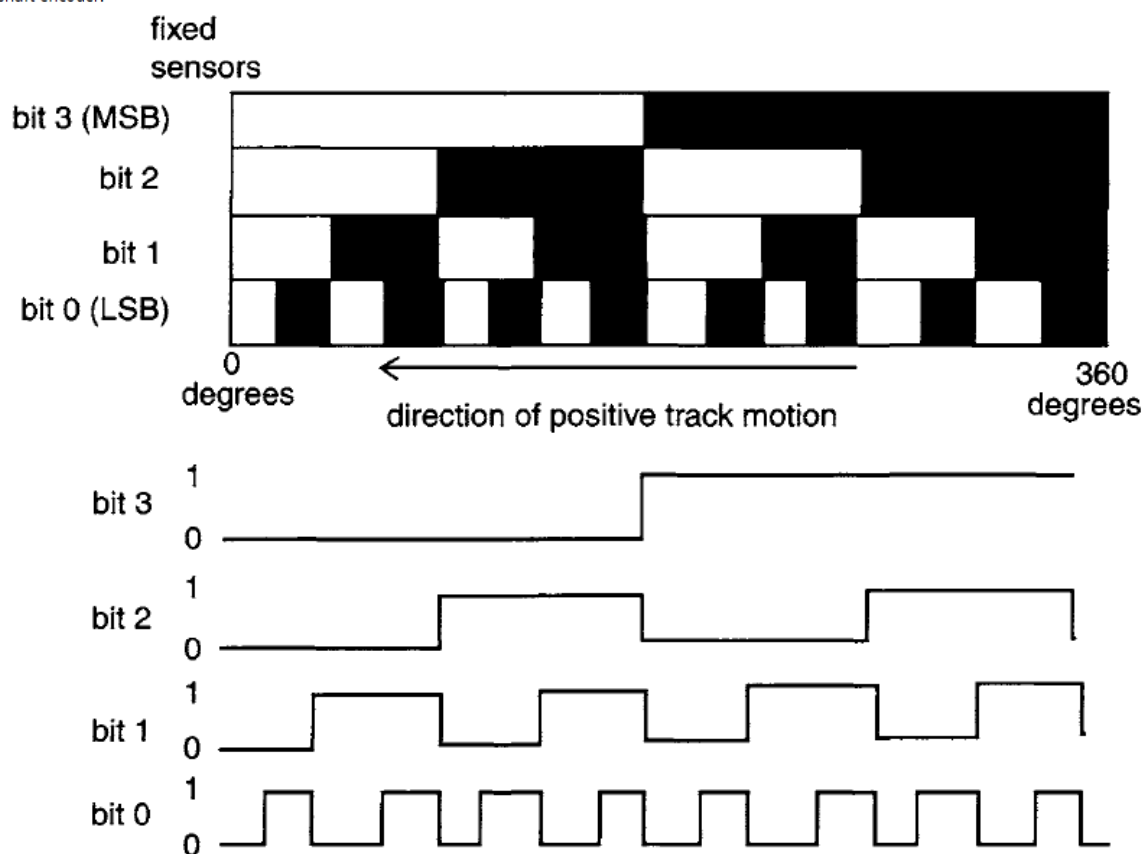 fixed
sensors
bit 3 (MSB)
bit 2
bit 1
bit 0 (LSB)
0
degrees
360
degrees
direction of positive track motion
1
bit 3
0
1
bit 2
0
1
bit 1
0
1
bit 0
0